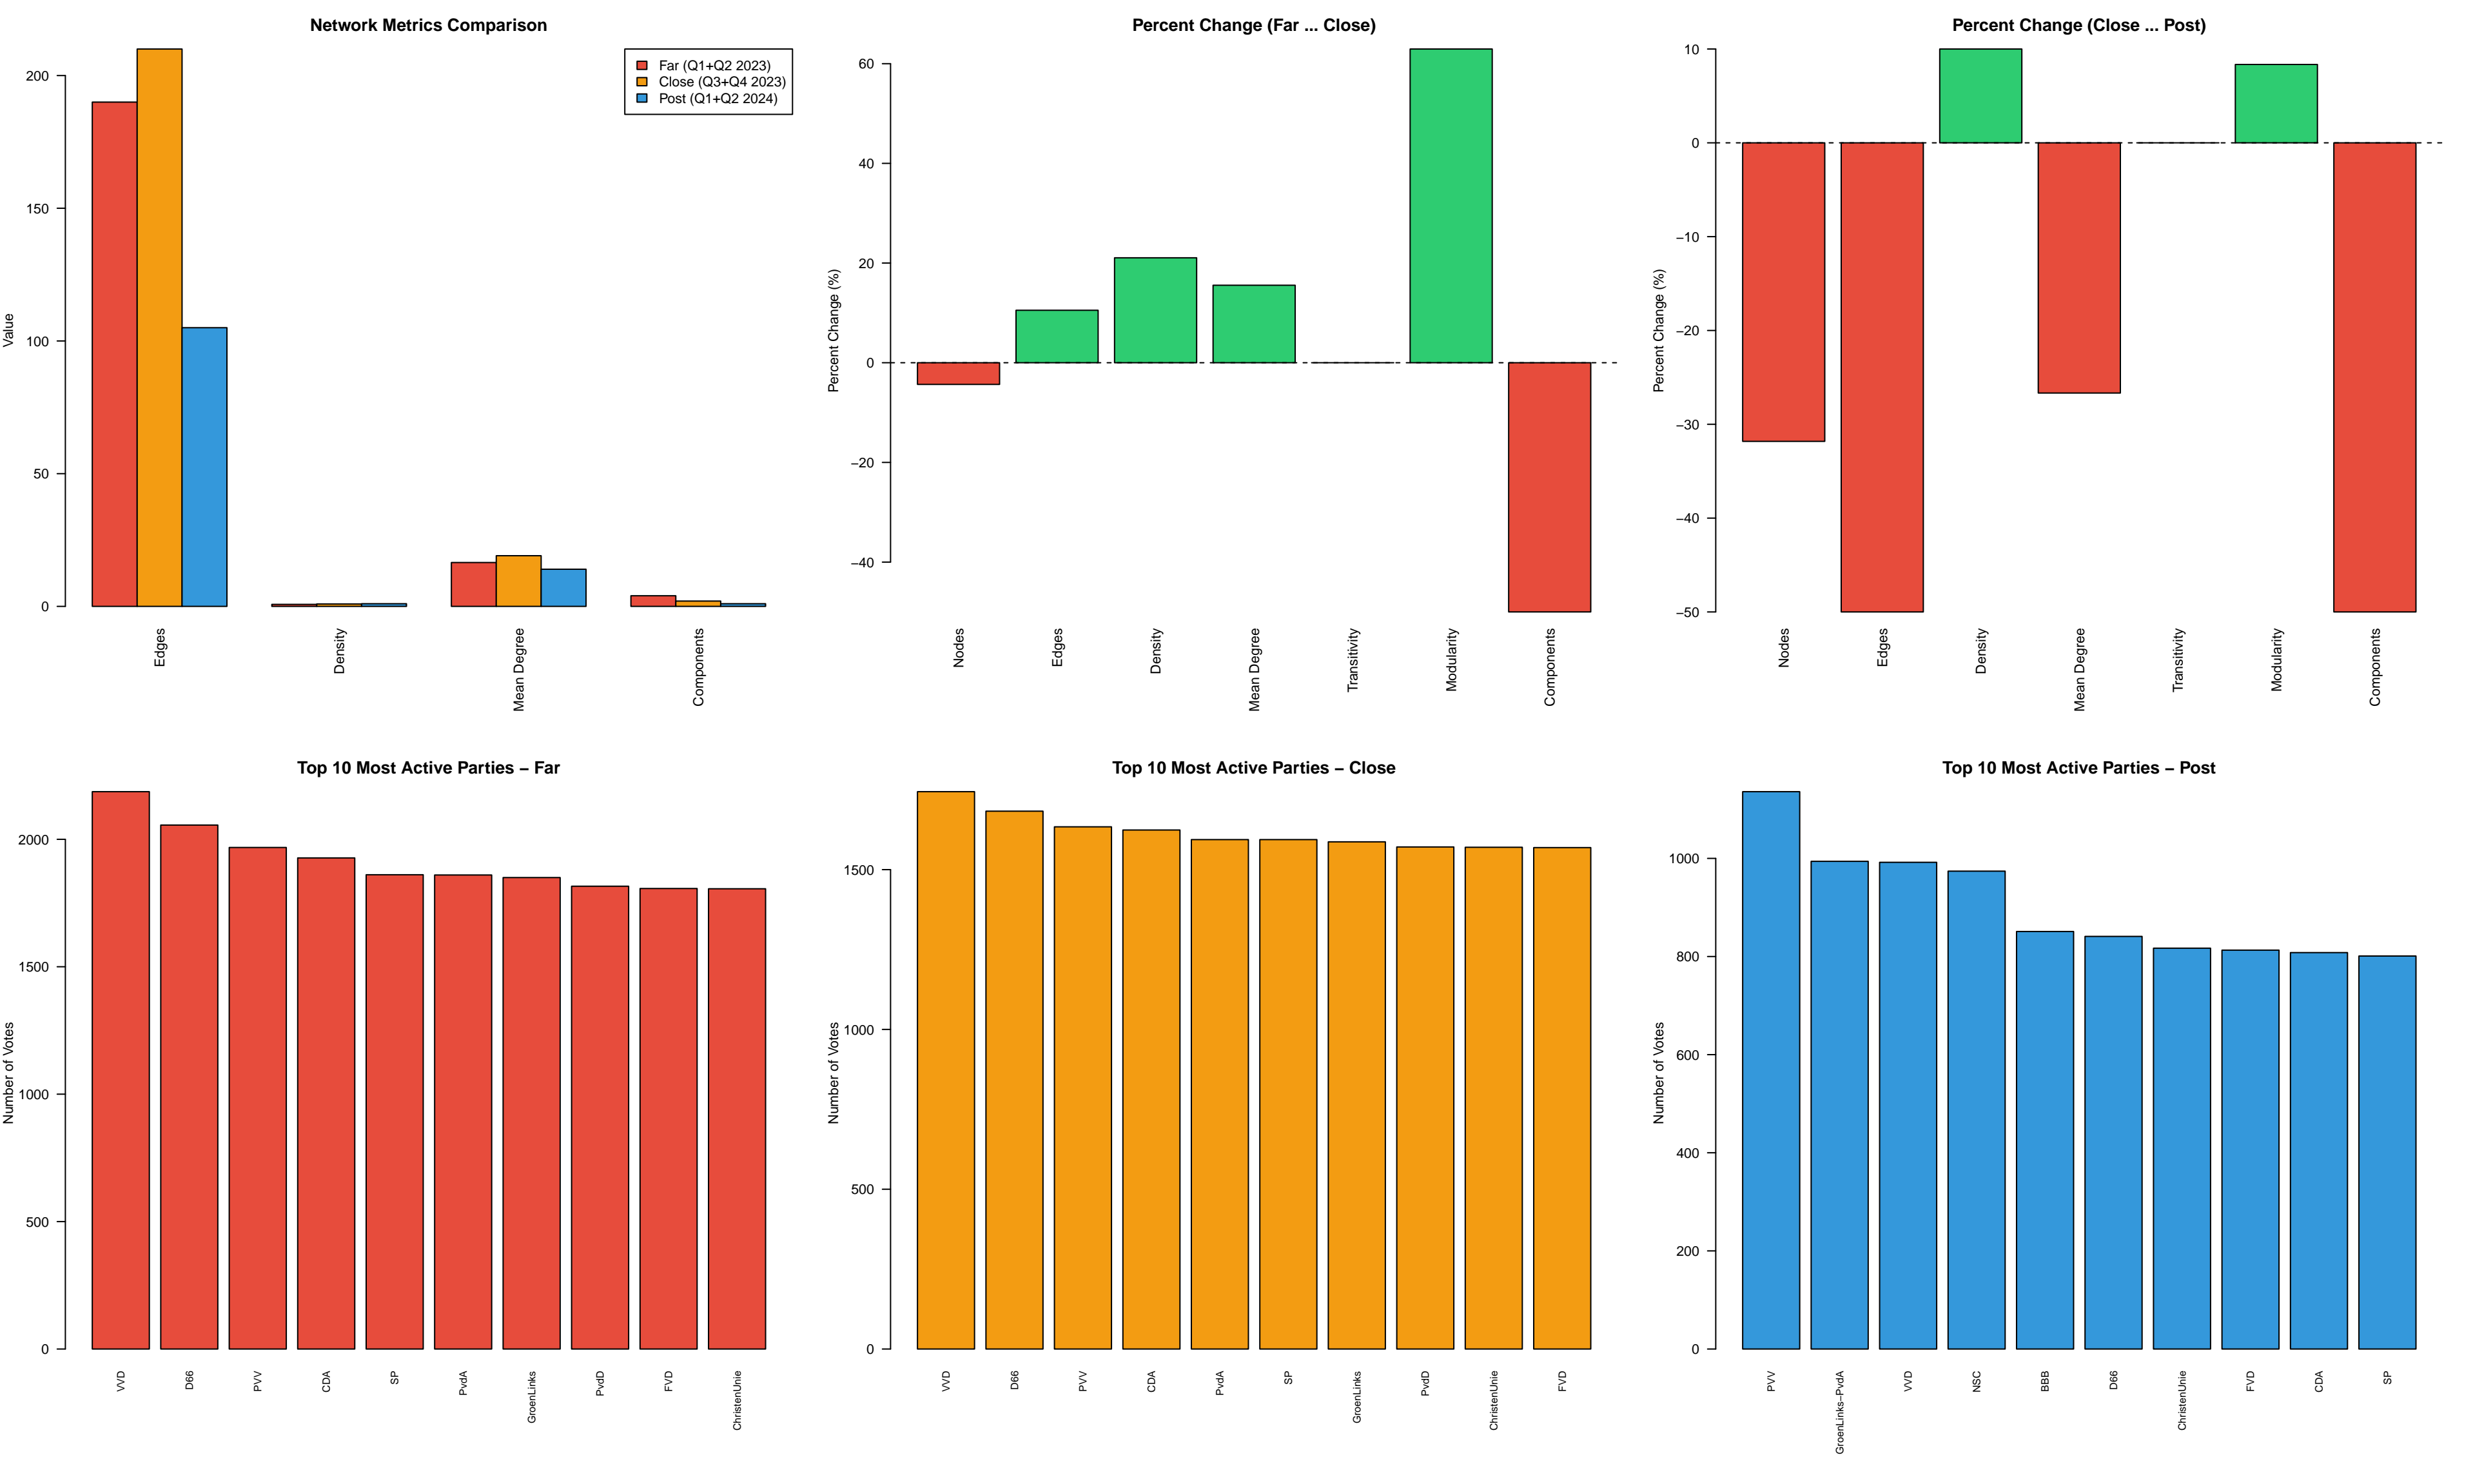 Network Metrics Comparison
Value
200
150
100
50
0
Far (Q1+Q2 2023)
Close (Q3+Q4 2023)
Post (Q1+Q2 2024)
Edges
Density
Mean Degree
Components
Percent Change (Far ... Close)
Percent Change (%)
60
40
20
0
−20
−40
Nodes
Edges
Density
Mean Degree
Transitivity
Modularity
Components
Percent Change (Close ... Post)
Percent Change (%)
10
0
−10
−20
−30
−40
−50
Nodes
Edges
Density
Mean Degree
Transitivity
Modularity
Components
Top 10 Most Active Parties − Far
Number of Votes
2000
1500
1000
500
0
VVD
D66
PVV
CDA
SP
PvdA
GroenLinks
PvdD
FVD
ChristenUnie
Top 10 Most Active Parties − Close
Number of Votes
1500
1000
500
0
VVD
D66
PVV
CDA
PvdA
SP
GroenLinks
PvdD
ChristenUnie
FVD
Top 10 Most Active Parties − Post
Number of Votes
1000
800
600
400
200
0
PVV
GroenLinks−PvdA
VVD
NSC
BBB
D66
ChristenUnie
FVD
CDA
SP